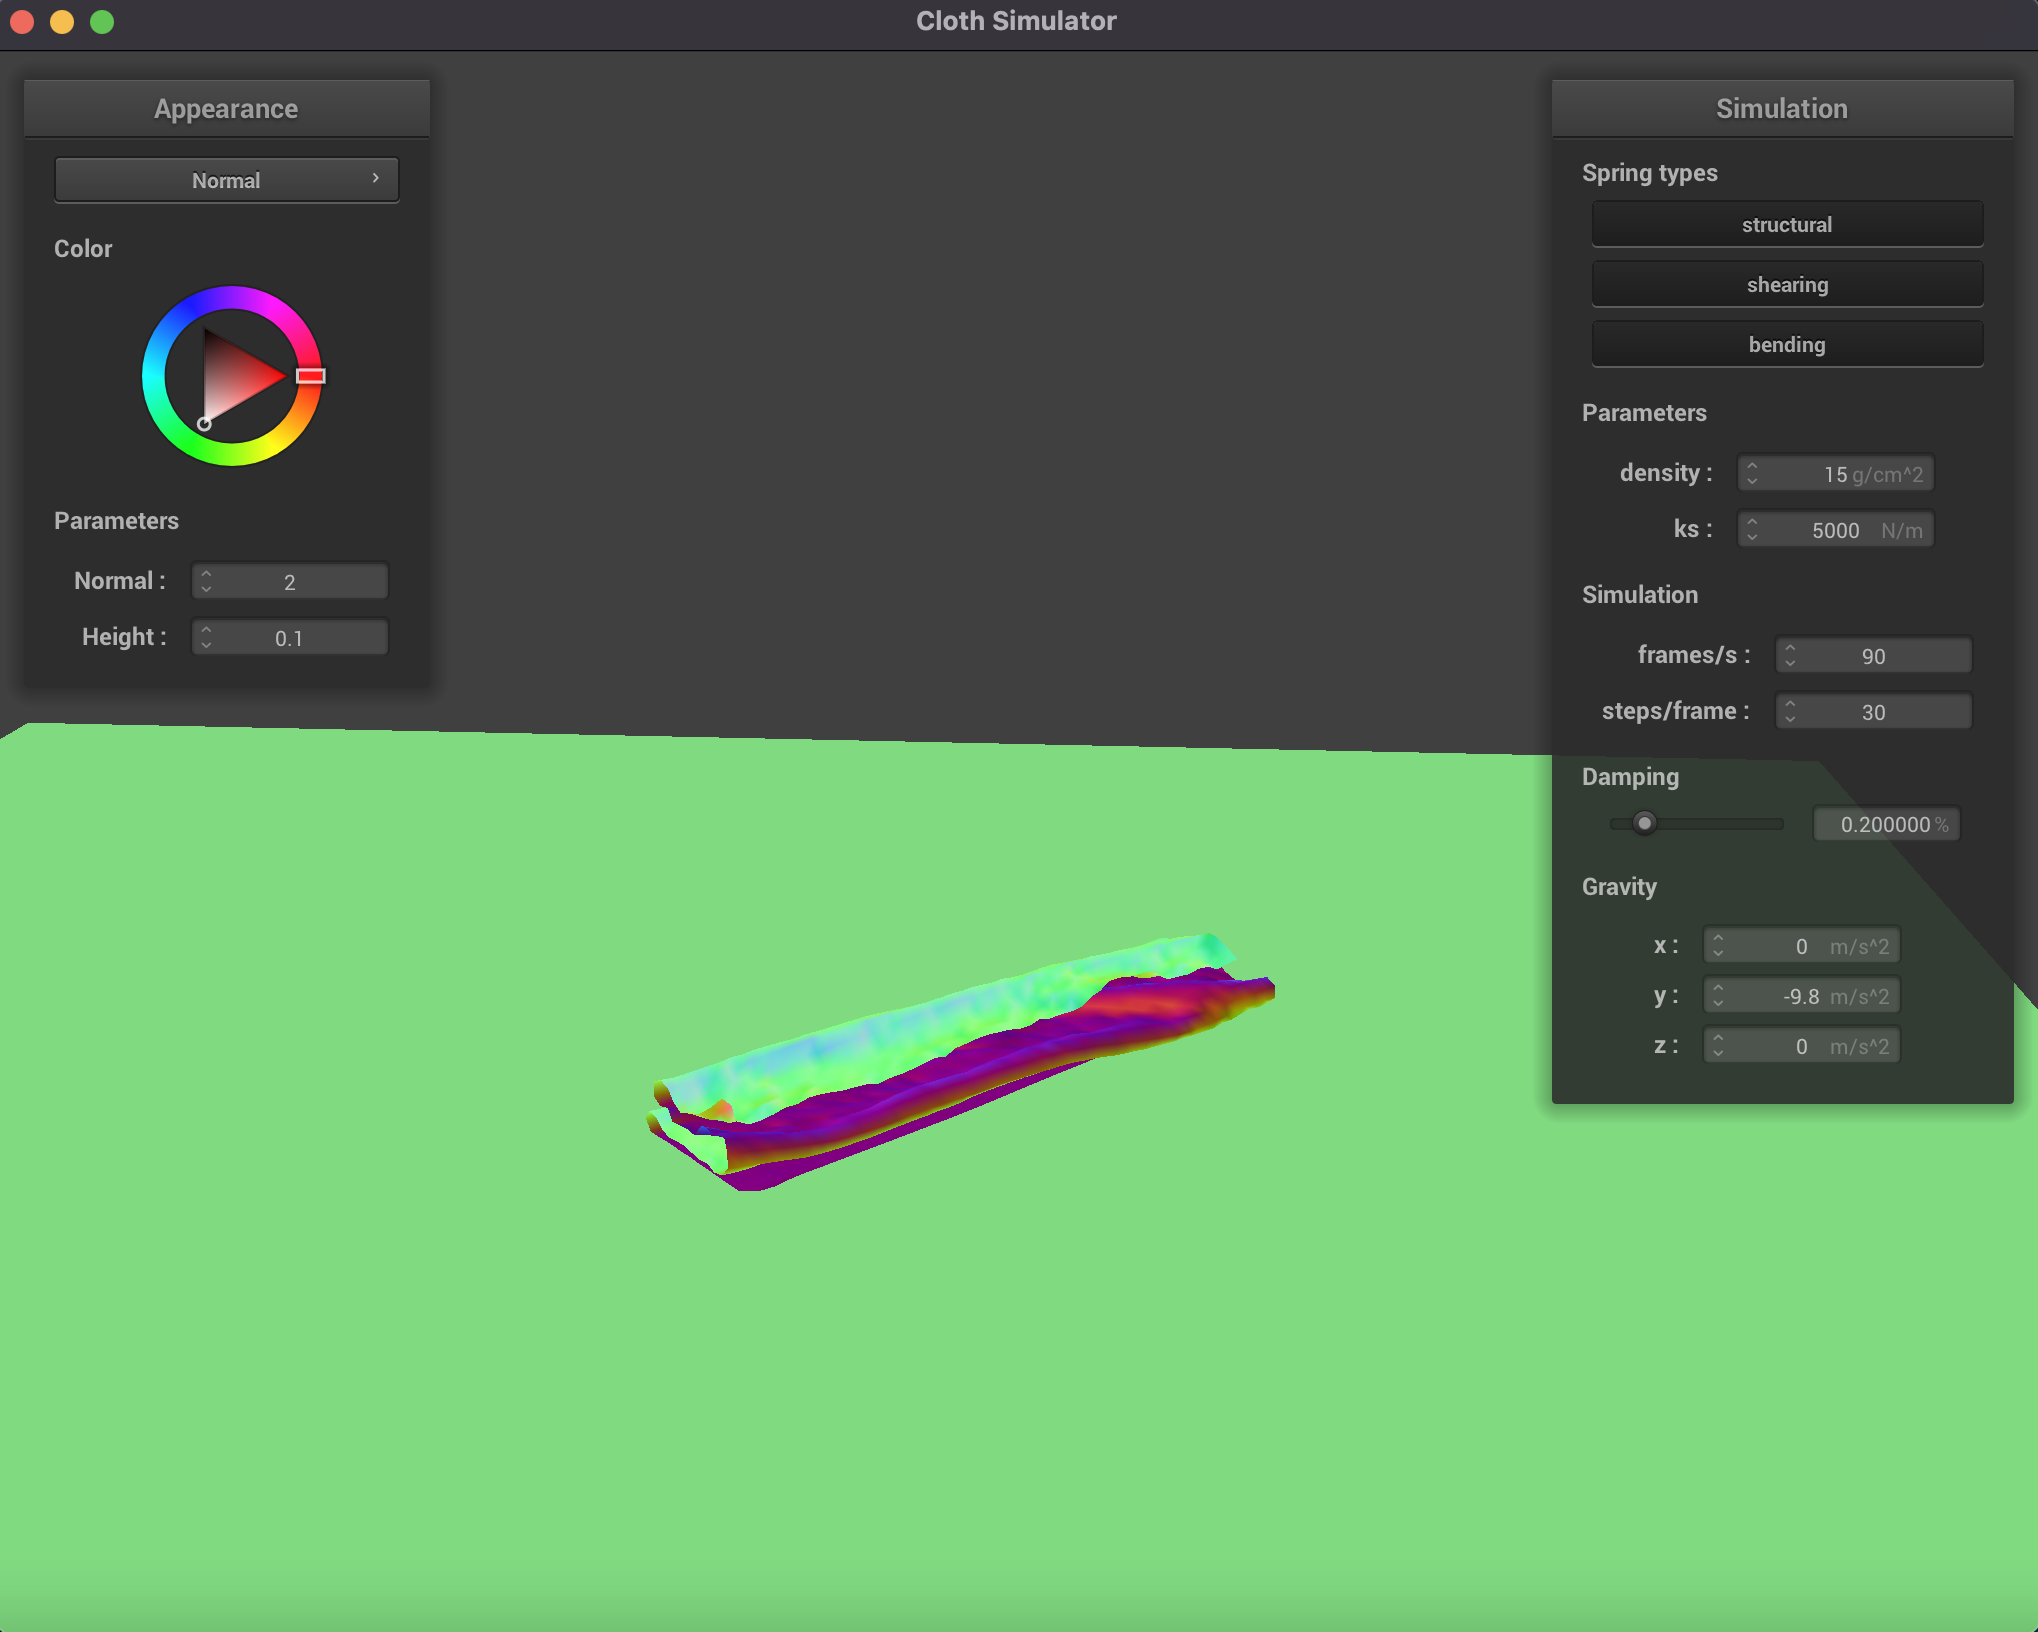 Cloth Simulator
Appearance
Normal
Color
Parameters
Normal :
2
Height :
0.1
Simulation
Spring types
structural
shearing
bending
Parameters
density :
15 g/cm^2
ks :
5000 N/m
Simulation
frames/s :
90
steps/frame :
30
Damping
0.200000 %
Gravity
x :
0 m/s^2
y :
-9.8 m/s^2
z :
0 m/s^2